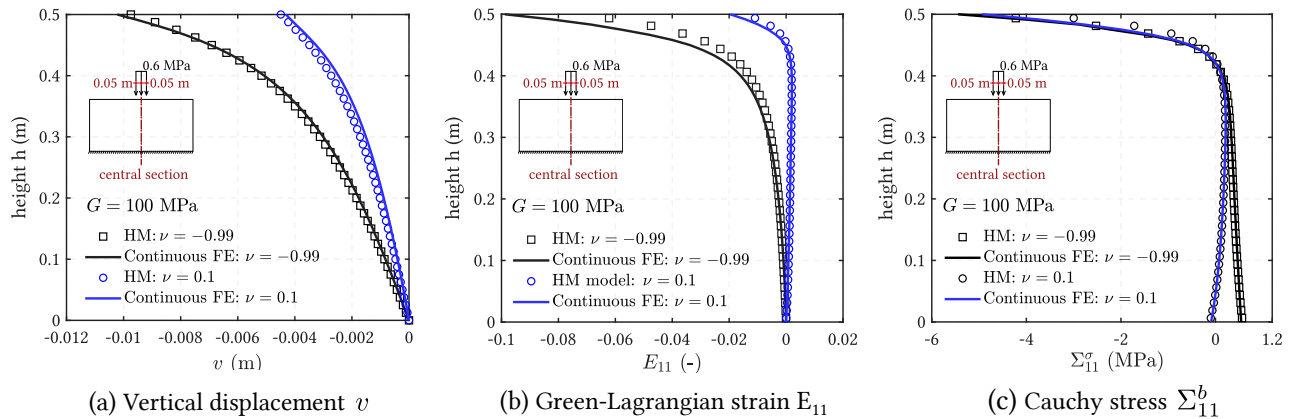 0.5
0.4
0.3
0.2
0.1
0
height h (m)
0.6 MPa
0.05 m
0.05 m
central section
G = 100 MPa
HM: ν = −0.99
Continuous FE: ν = −0.99
HM: ν = 0.1
Continuous FE: ν = 0.1
-0.012 -0.01 -0.008 -0.006 -0.004 -0.002 0
v (m)
(a) Vertical displacement v
0.5
0.4
0.3
0.2
0.1
0
height h (m)
0.6 MPa
0.05 m
0.05 m
central section
G = 100 MPa
HM: ν = −0.99
Continuous FE: ν = −0.99
HM model: ν = 0.1
Continuous FE: ν = 0.1
-0.1 -0.08 -0.06 -0.04 -0.02 0 0.02
E₁₁ (-)
(b) Green-Lagrangian strain E₁₁
0.5
0.4
0.3
0.2
0.1
0
height h (m)
0.6 MPa
0.05 m
0.05 m
central section
G = 100 MPa
HM: ν = −0.99
Continuous FE: ν = −0.99
HM: ν = 0.1
Continuous FE: ν = 0.1
-6 -4 -2 0 1.2
Σ₁₁^σ (MPa)
(c) Cauchy stress Σ₁₁^b